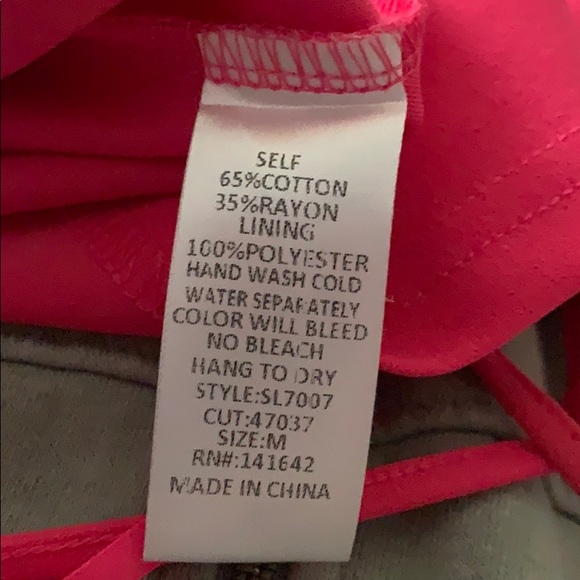 SELF
65%COTTON
35%RAYON
LINING
100%POLYESTER
HAND WASH COLD
WATER SEPARATELY
COLOR WILL BLEED
NO BLEACH
HANG TO DRY
STYLE:SL7007
CUT:47037
SIZE:M
RN#:141642
MADE IN CHINA